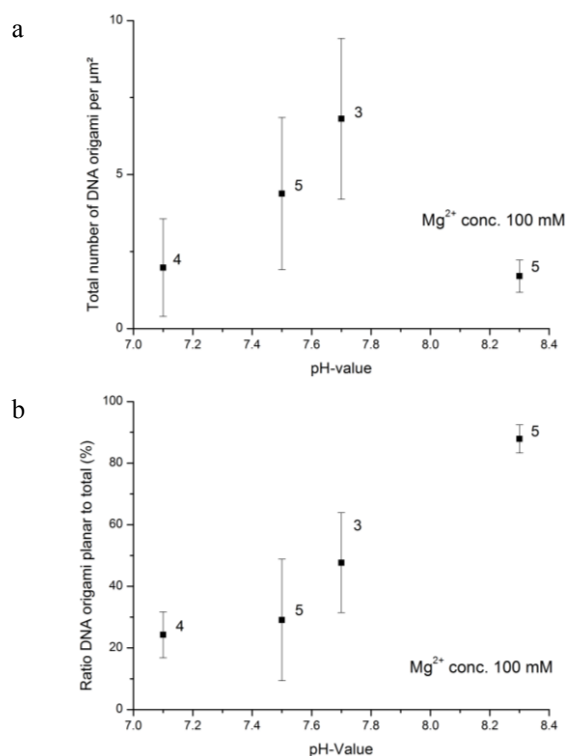 a
10
5
0
Total number of DNA origami per µm²
4
5
3
5
Mg²⁺ conc. 100 mM
7.0 7.2 7.4 7.6 7.8 8.0 8.2 8.4
pH-value
b
100
80
60
40
20
0
Ratio DNA origami planar to total (%)
4
5
3
5
Mg²⁺ conc. 100 mM
7.0 7.2 7.4 7.6 7.8 8.0 8.2 8.4
pH-Value